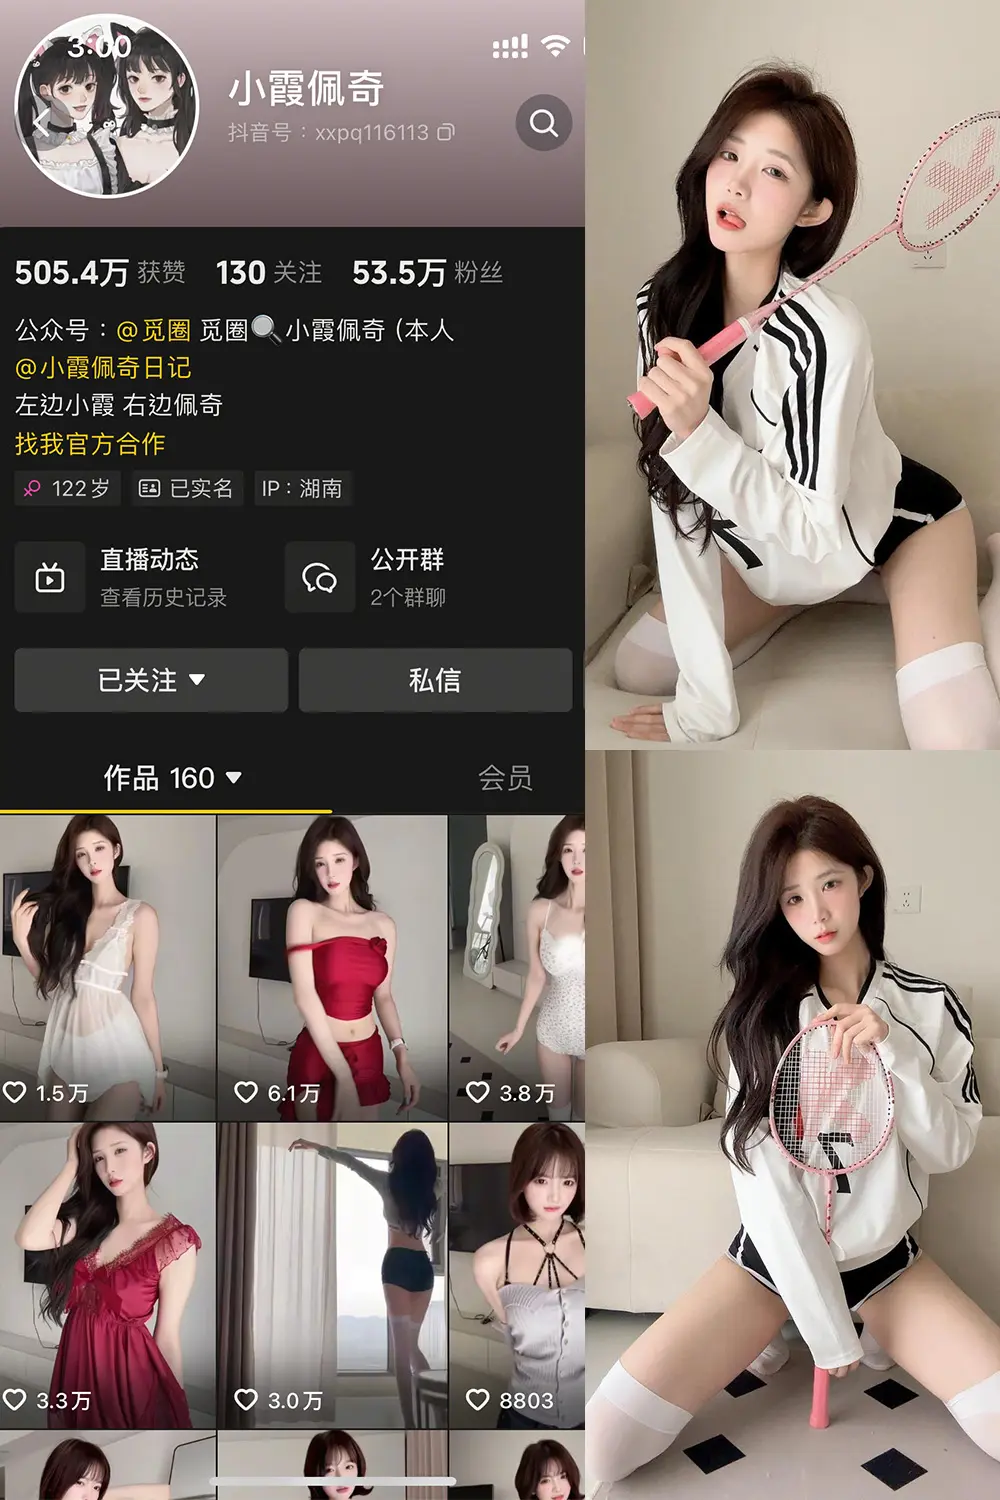 3:00
小霞佩奇
抖音号：xxpq116113
505.4万 获赞 130 关注 53.5万 粉丝
公众号：@觅圈 觅圈🔍小霞佩奇 (本人
@小霞佩奇日记
左边小霞 右边佩奇
找我官方合作
122岁 已实名 IP：湖南
直播动态 公开群
查看历史记录 2个群聊
已关注 私信
作品 160 会员
1.5万 6.1万 3.8万
3.3万 3.0万 8803